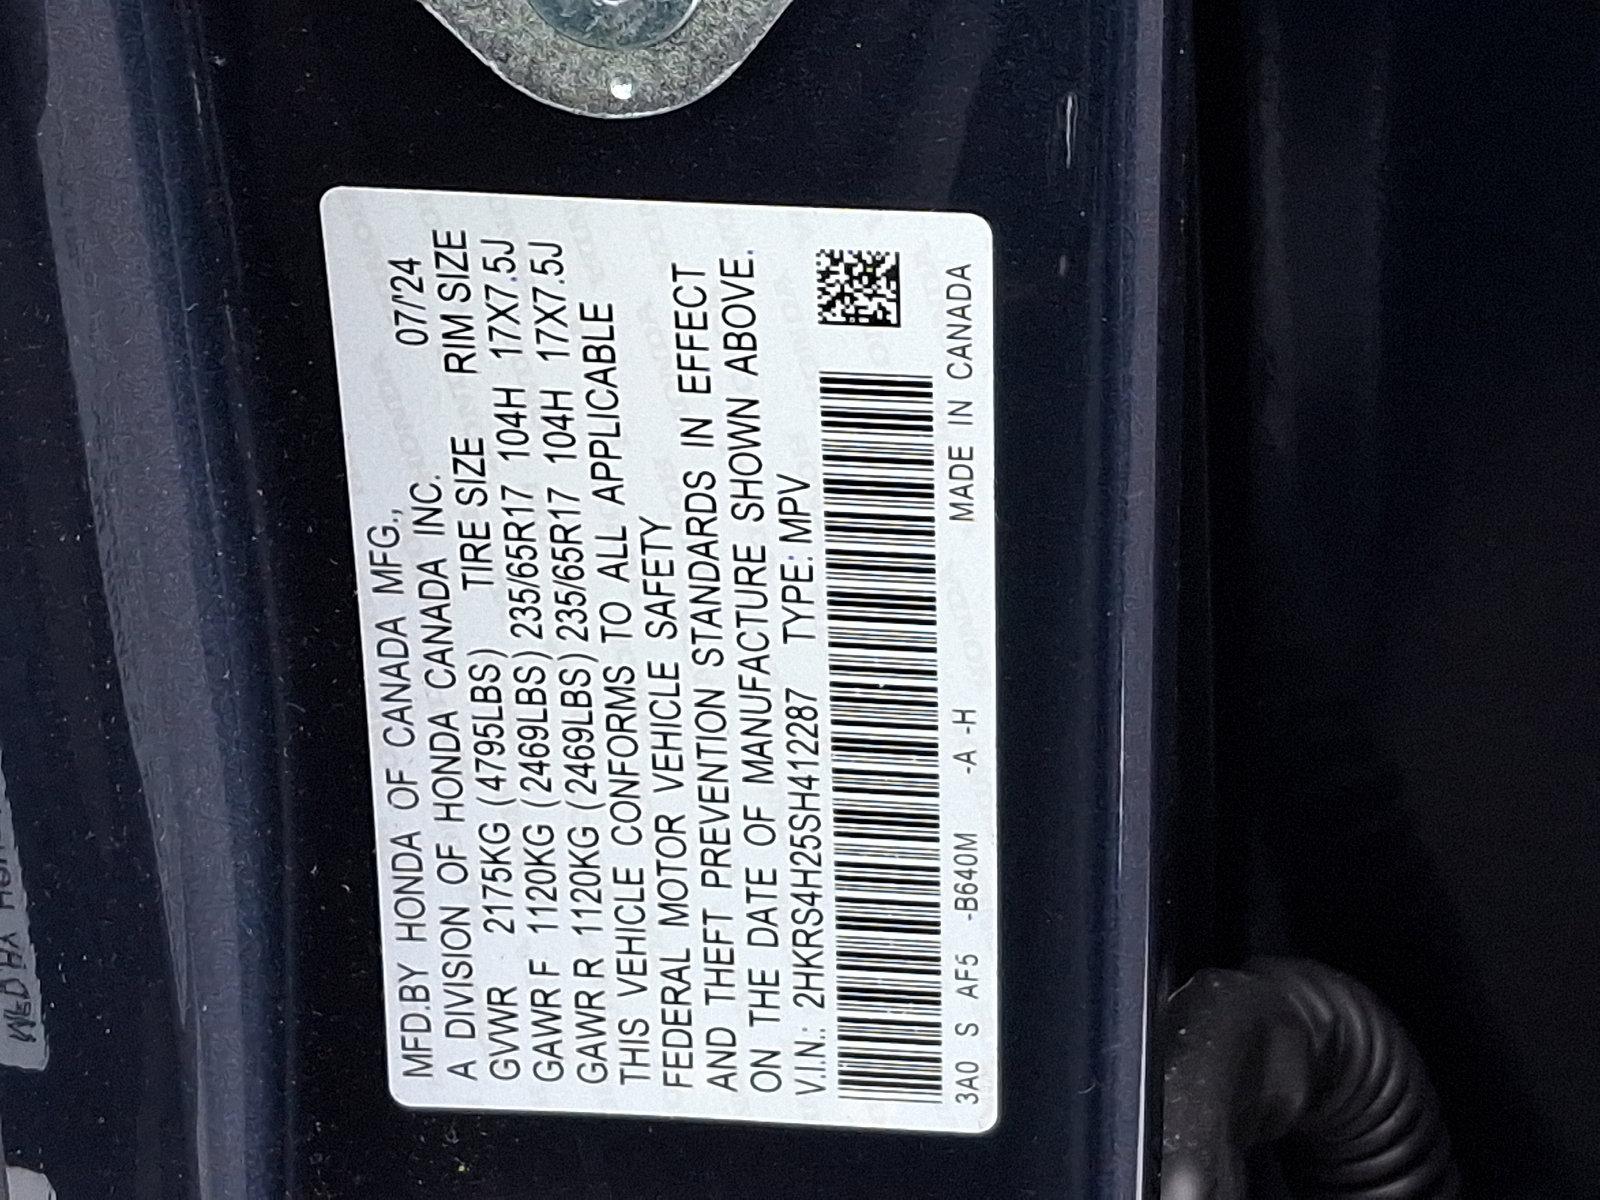 MFD.BY HONDA OF CANADA MFG., 07/'24
A DIVISION OF HONDA CANADA INC.
TIRE SIZE RIM SIZE
GVWR 2175KG (4795LBS)
GAWR F 1120KG (2469LBS) 235/65R17 104H 17X7.5J
GAWR R 1120KG (2469LBS) 235/65R17 104H 17X7.5J
THIS VEHICLE CONFORMS TO ALL APPLICABLE
FEDERAL MOTOR VEHICLE SAFETY
AND THEFT PREVENTION STANDARDS IN EFFECT
ON THE DATE OF MANUFACTURE SHOWN ABOVE.
V.I.N.: 2HKRS4H25SH412287 TYPE: MPV
3A0 S AF5 -B640M -A -H MADE IN CANADA